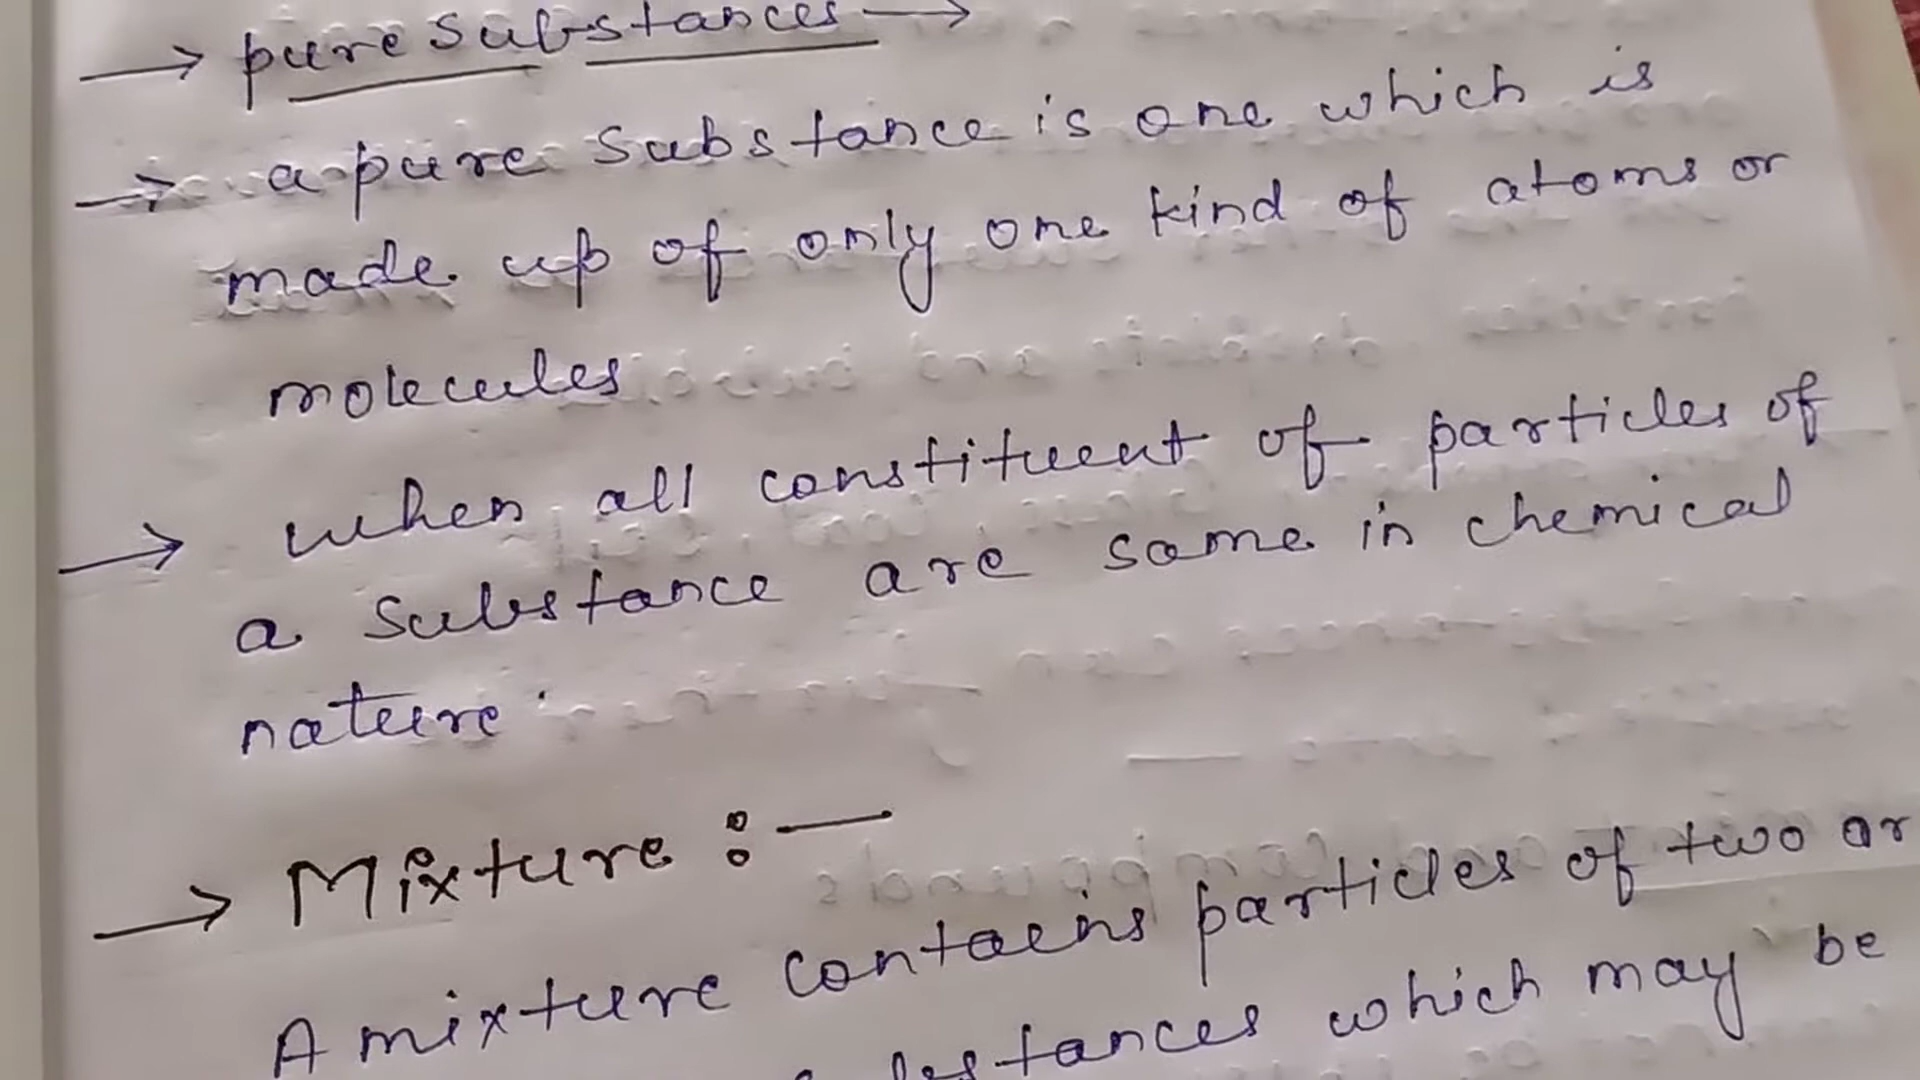 → pure substances →
→ a pure substance is one which is
made up of only one kind of atoms or
molecules
→ when all constituent of particles of
a substance are same in chemical
nature.
→ Mixture :—
A mixture contains particles of two or
which may be